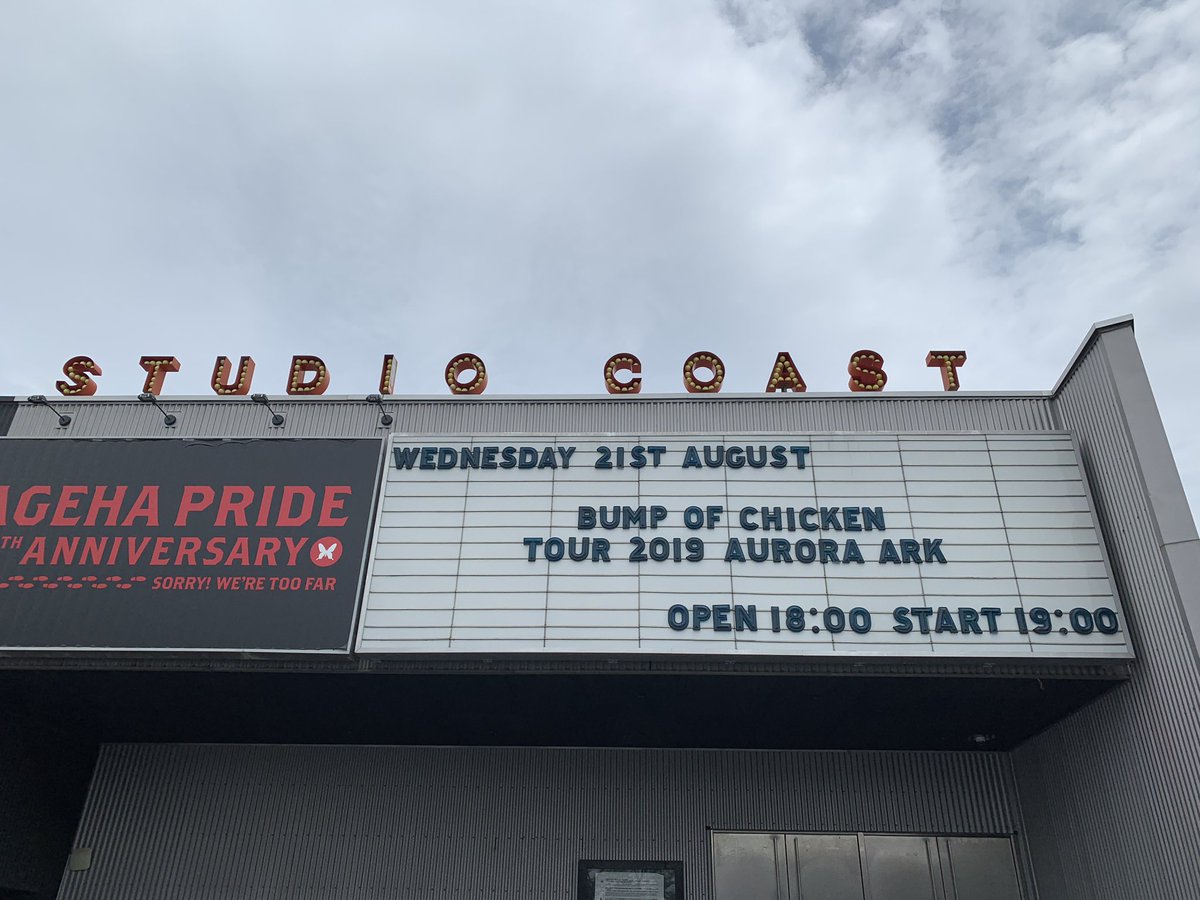 STUDIO COAST
AGEHA PRIDE
TH ANNIVERSARY
SORRY! WE'RE TOO FAR
WEDNESDAY 21ST AUGUST
BUMP OF CHICKEN
TOUR 2019 AURORA ARK
OPEN 18:00 START 19:00